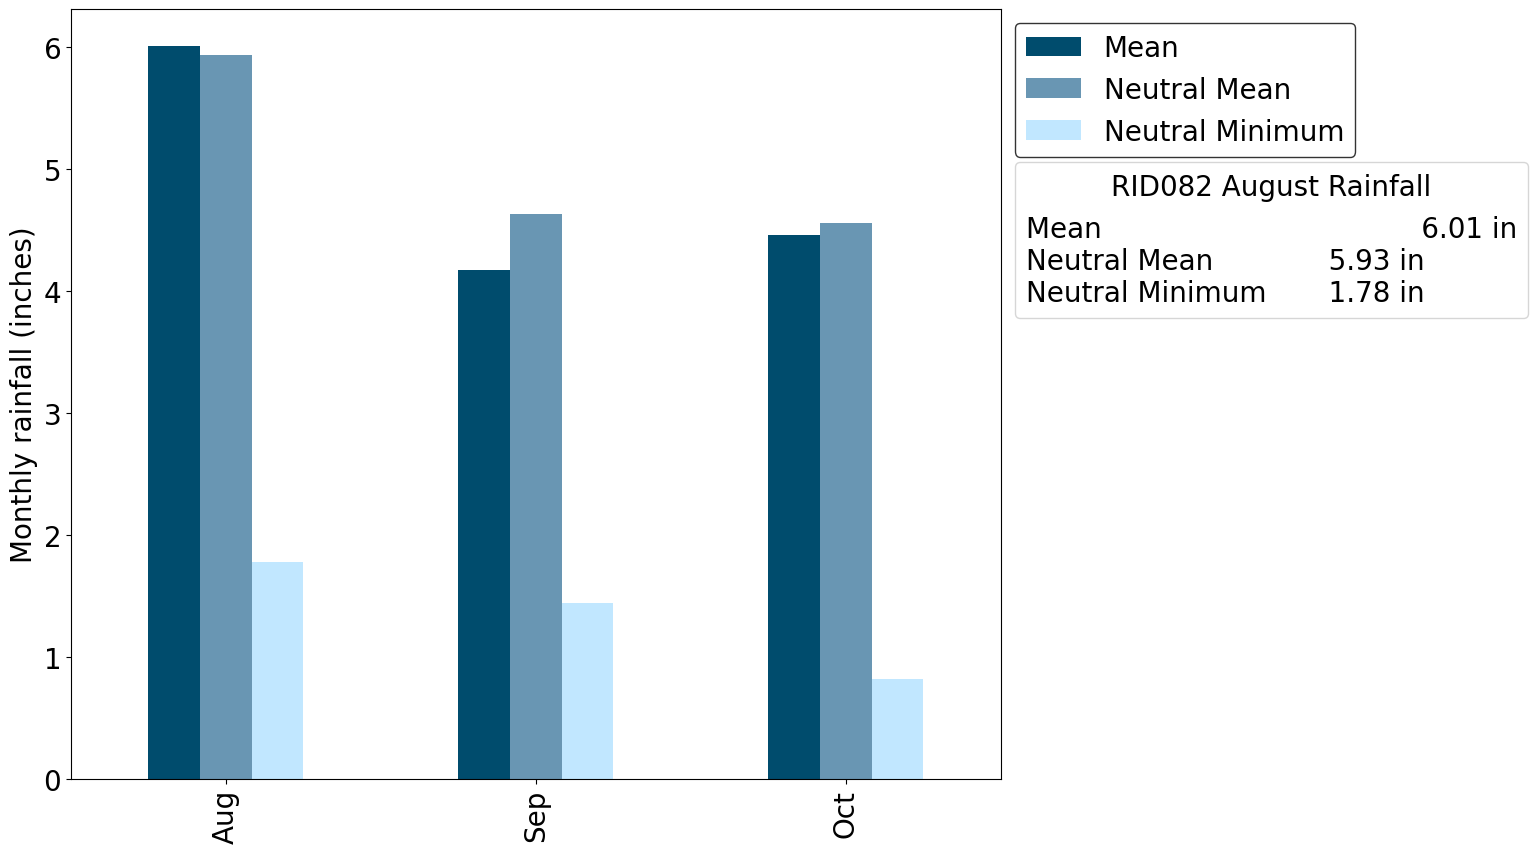 Monthly rainfall (inches)
6
5
4
3
2
1
0
Aug
Sep
Oct
Mean
Neutral Mean
Neutral Minimum
RID082 August Rainfall
Mean 6.01 in
Neutral Mean 5.93 in
Neutral Minimum 1.78 in